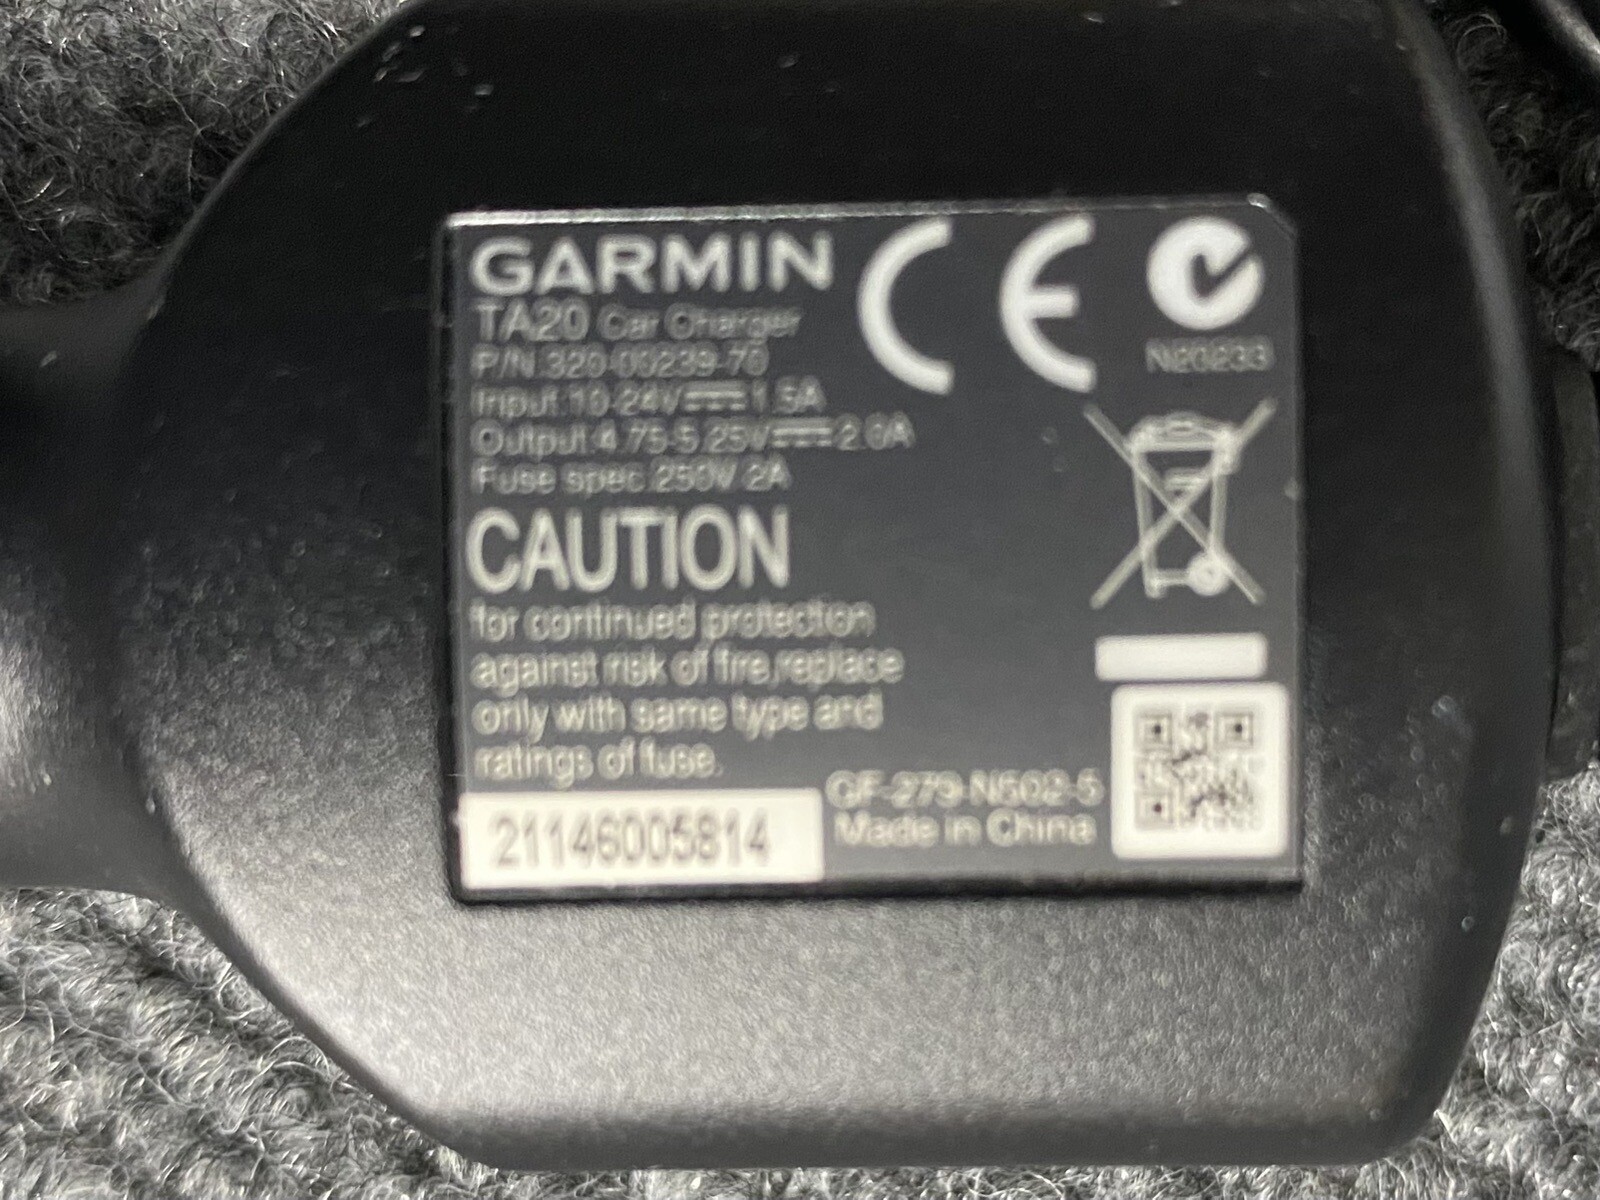 GARMIN
TA20 Car Charger
P/N:320-00239-70
Input:10-24V⎓1.5A
Output:4.75-5.25V⎓2.0A
Fuse spec:250V 2A
CE
N20233
CAUTION
for continued protection
against risk of fire,replace
only with same type and
ratings of fuse.
21146005814
GF-279-N502-5
Made in China